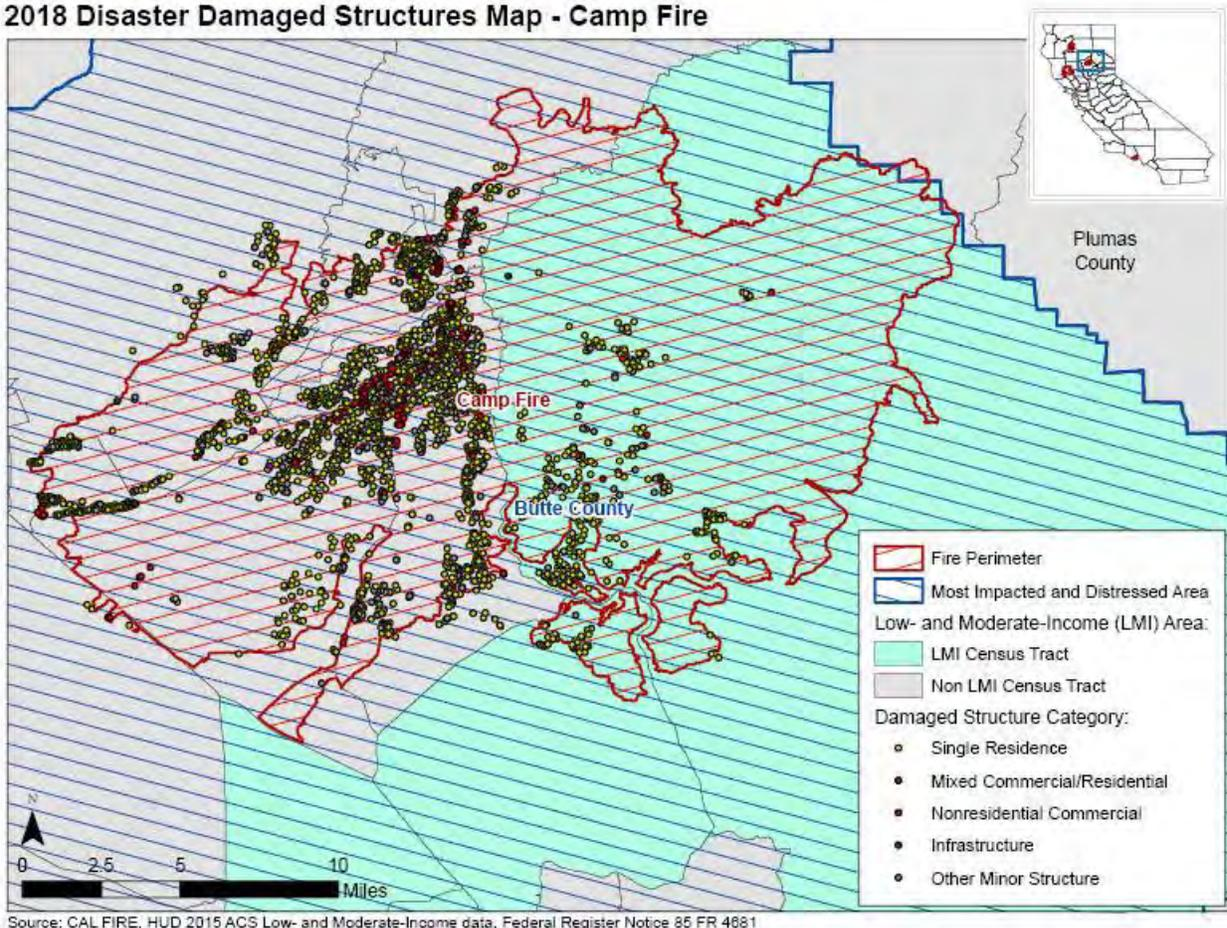 2018 Disaster Damaged Structures Map - Camp Fire
Plumas
County
Camp Fire
Butte County
Fire Perimeter
Most Impacted and Distressed Area
Low- and Moderate-Income (LMI) Area:
LMI Census Tract
Non LMI Census Tract
Damaged Structure Category:
Single Residence
Mixed Commercial/Residential
Nonresidential Commercial
Infrastructure
Other Minor Structure
N
0 2.5 5 10
Miles
Source: CAL FIRE, HUD 2015 ACS Low- and Moderate-Income data, Federal Register Notice 85 FR 4681